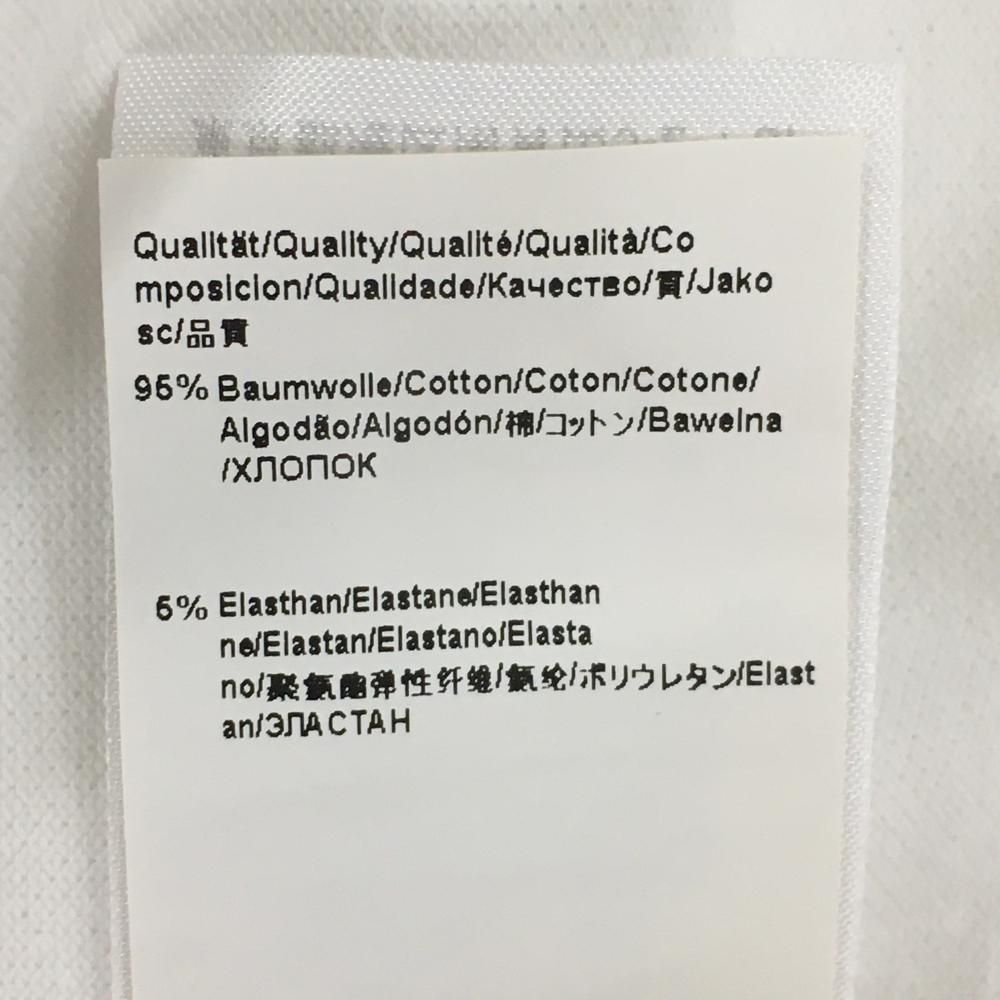 Qualität/Quality/Qualité/Qualità/Co
mposicion/Qualidade/Качество/質/Jako
sc/品質
95% Baumwolle/Cotton/Coton/Cotone/
Algodão/Algodón/棉/コットン/Bawelna
/ХЛОПОК
5% Elasthan/Elastane/Elasthan
ne/Elastan/Elastano/Elasta
no/聚氨酯弹性纤维/氨纶/ポリウレタン/Elast
an/ЭЛАСТАН